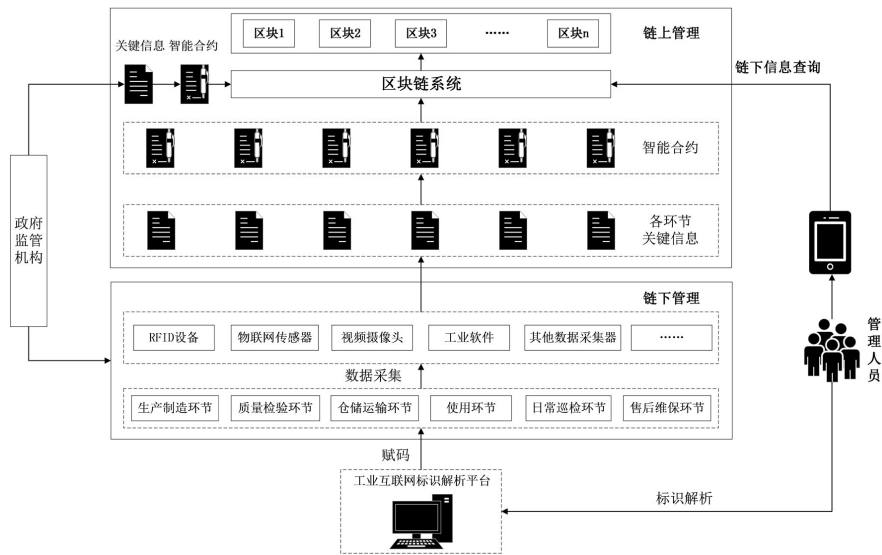 区块1 区块2 区块3 …… 区块n 链上管理
关键信息 智能合约
区块链系统
链下信息查询
智能合约
政府
监管
机构
各环节
关键信息
链下管理
RFID设备 物联网传感器 视频摄像头 工业软件 其他数据采集器 ……
管
理
人
员
数据采集
生产制造环节 质量检验环节 仓储运输环节 使用环节 日常巡检环节 售后维保环节
赋码
工业互联网标识解析平台
标识解析